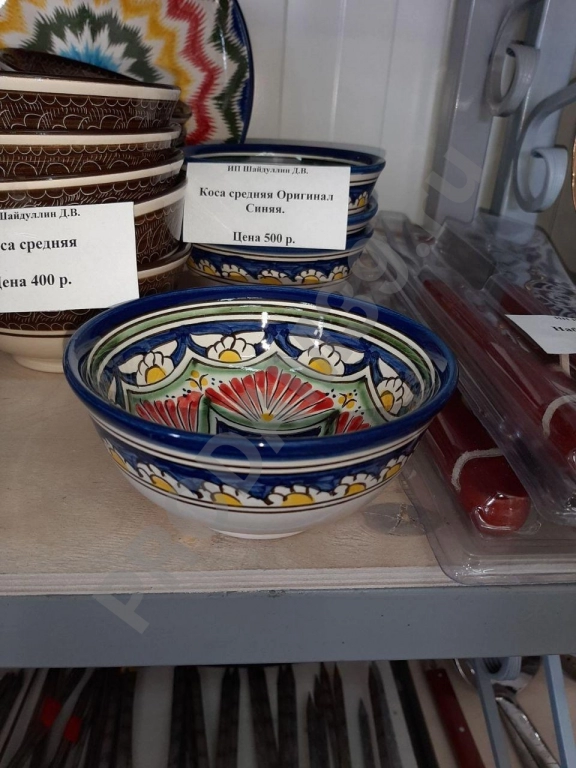 ИП Шайдуллин Д.В.
Коса средняя Оригинал
Синяя.
Цена 500 р.
Шайдуллин Д.В.
са средняя
Цена 400 р.